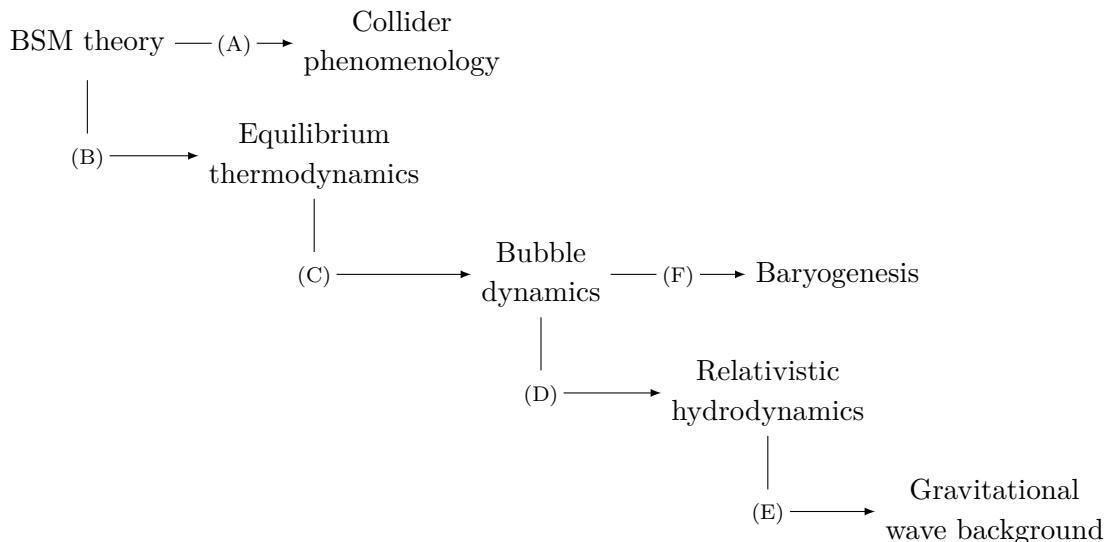 BSM theory
(A)
Collider
phenomenology
(B)
Equilibrium
thermodynamics
(C)
Bubble
dynamics
(F)
Baryogenesis
(D)
Relativistic
hydrodynamics
(E)
Gravitational
wave background